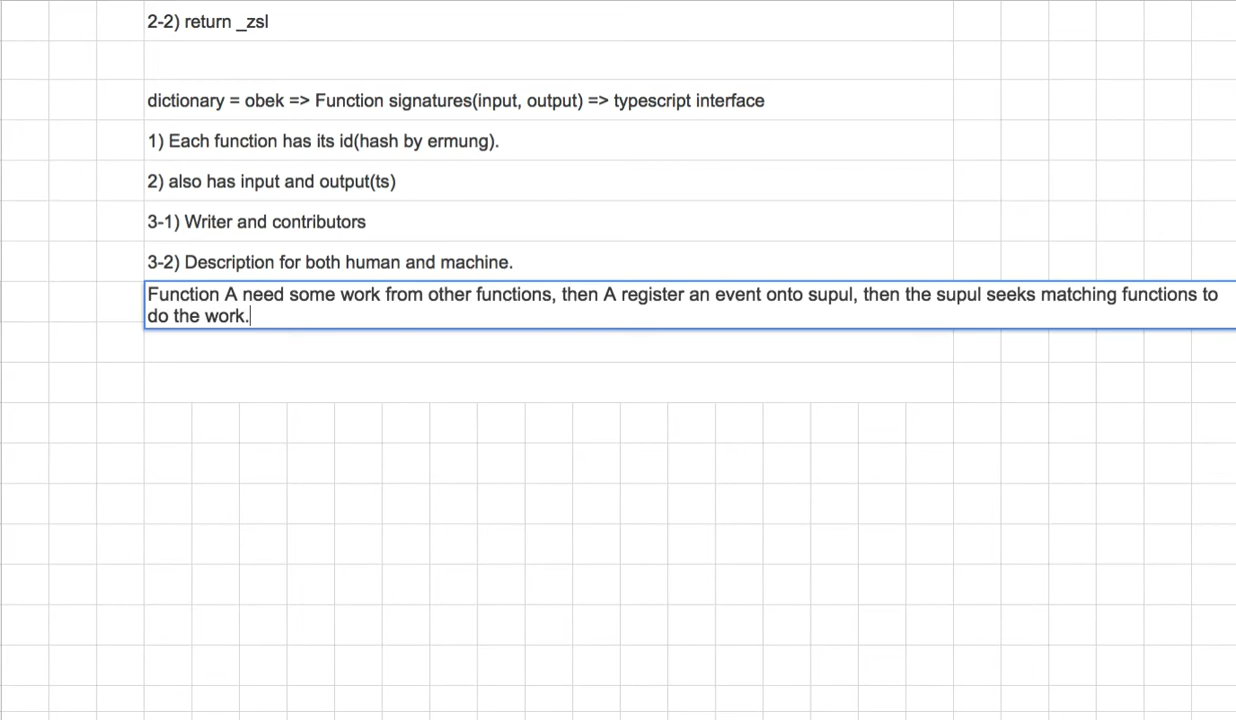 2-2) return _zsl
dictionary = obek => Function signatures(input, output) => typescript interface
1) Each function has its id(hash by ermung).
2) also has input and output(ts)
3-1) Writer and contributors
3-2) Description for both human and machine.
Function A need some work from other functions, then A register an event onto supul, then the supul seeks matching functions to
do the work.